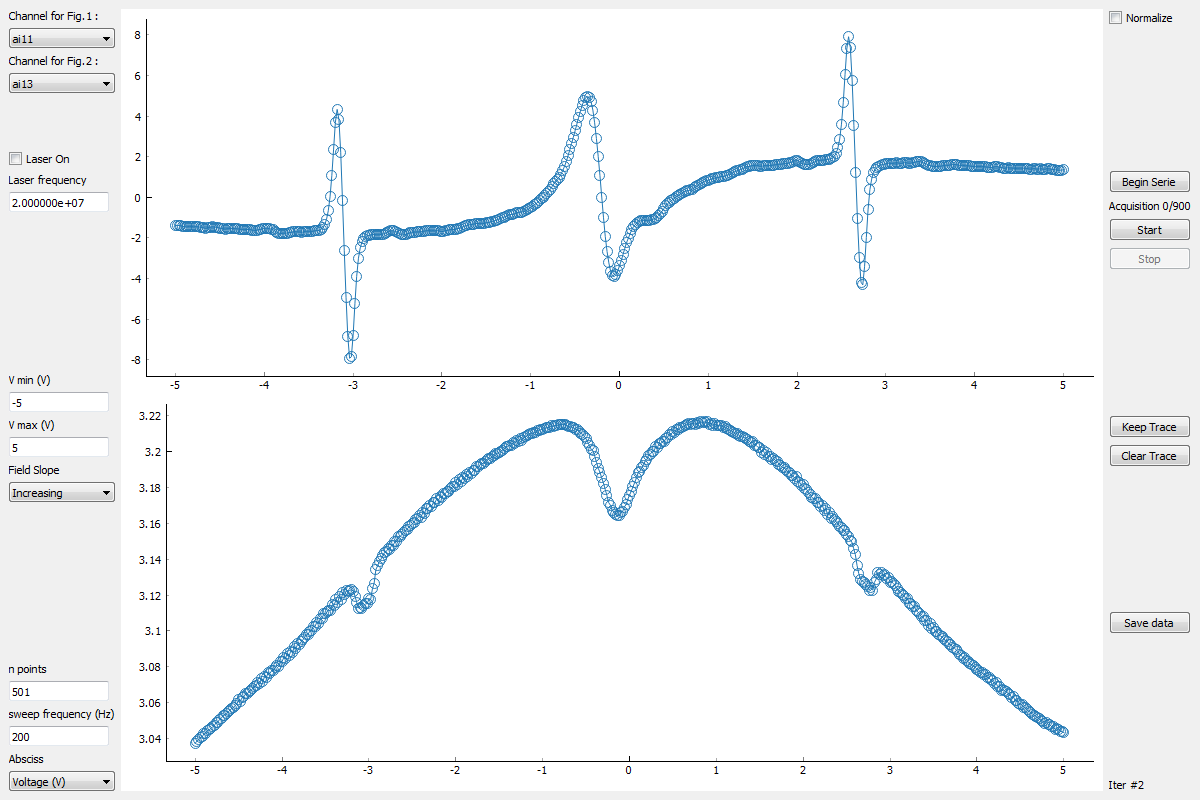 Channel for Fig.1 :
ai11
Channel for Fig.2 :
ai13
Laser On
Laser frequency
2.000000e+07
V min (V)
-5
V max (V)
5
Field Slope
Increasing
n points
501
sweep frequency (Hz)
200
Absciss
Voltage (V)
8
6
4
2
0
-2
-4
-6
-8
-5 -4 -3 -2 -1 0 1 2 3 4 5
3.22
3.2
3.18
3.16
3.14
3.12
3.1
3.08
3.06
3.04
-5 -4 -3 -2 -1 0 1 2 3 4 5
Normalize
Begin Serie
Acquisition 0/900
Start
Stop
Keep Trace
Clear Trace
Save data
Iter #2